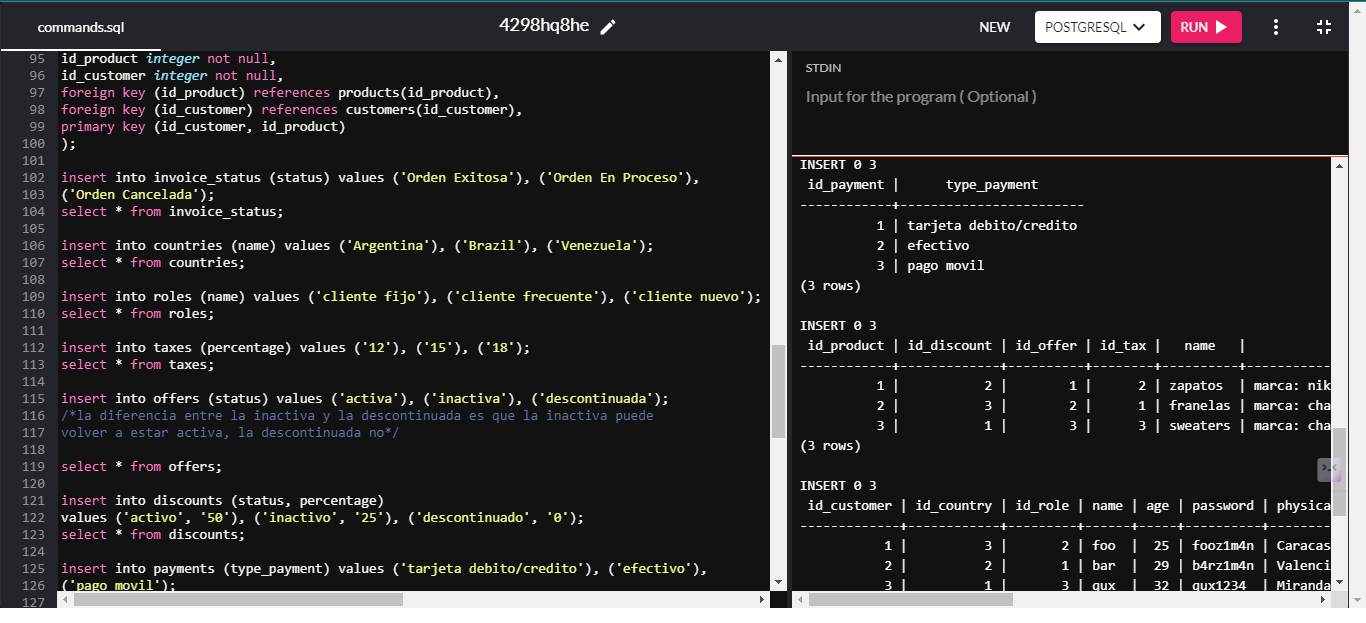 commands.sql
4298hq8he
NEW
POSTGRESQL
RUN
95 id_product integer not null,
96 id_customer integer not null,
97 foreign key (id_product) references products(id_product),
98 foreign key (id_customer) references customers(id_customer),
99 primary key (id_customer, id_product)
100 );
101
102 insert into invoice_status (status) values ('Orden Exitosa'), ('Orden En Proceso'),
103 ('Orden Cancelada');
104 select * from invoice_status;
105
106 insert into countries (name) values ('Argentina'), ('Brazil'), ('Venezuela');
107 select * from countries;
108
109 insert into roles (name) values ('cliente fijo'), ('cliente frecuente'), ('cliente nuevo');
110 select * from roles;
111
112 insert into taxes (percentage) values ('12'), ('15'), ('18');
113 select * from taxes;
114
115 insert into offers (status) values ('activa'), ('inactiva'), ('descontinuada');
116 /*la diferencia entre la inactiva y la descontinuada es que la inactiva puede
117 volver a estar activa, la descontinuada no*/
118
119 select * from offers;
120
121 insert into discounts (status, percentage)
122 values ('activo', '50'), ('inactivo', '25'), ('descontinuado', '0');
123 select * from discounts;
124
125 insert into payments (type_payment) values ('tarjeta debito/credito'), ('efectivo'),
126 ('pago movil');
127
STDIN
Input for the program ( Optional )
INSERT 0 3
id_payment | type_payment
------------+------------------------
1 | tarjeta debito/credito
2 | efectivo
3 | pago movil
(3 rows)
INSERT 0 3
id_product | id_discount | id_offer | id_tax | name |
------------+-------------+----------+--------+----------+-----------
1 | 2 | 1 | 2 | zapatos | marca: nik
2 | 3 | 2 | 1 | franelas | marca: cha
3 | 1 | 3 | 3 | sweaters | marca: cha
(3 rows)
INSERT 0 3
id_customer | id_country | id_role | name | age | password | physica
-------------+------------+---------+------+-----+----------+--------
1 | 3 | 2 | foo | 25 | fooz1m4n | Caracas
2 | 2 | 1 | bar | 29 | b4rz1m4n | Valenci
3 | 1 | 3 | qux | 32 | qux1234 | Miranda